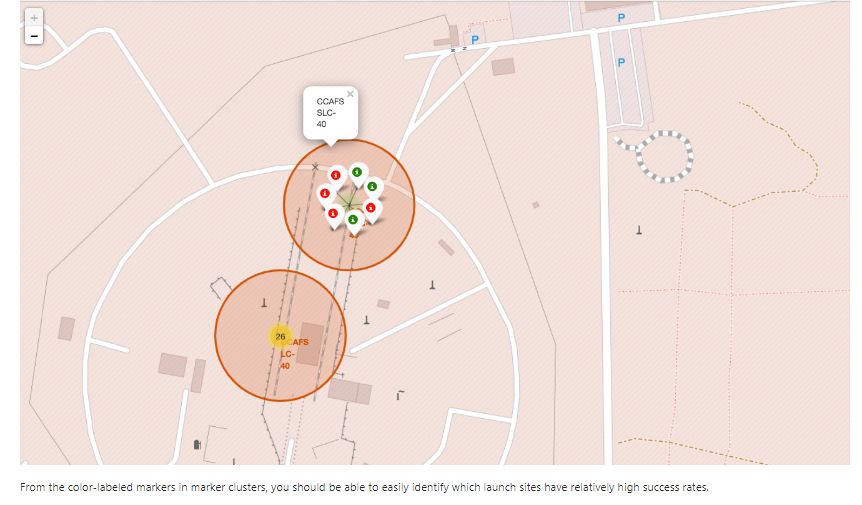 +
−
P
P
P
CCAFS ×
SLC-
40
26
CCAFS
LC-
40
From the color-labeled markers in marker clusters, you should be able to easily identify which launch sites have relatively high success rates.